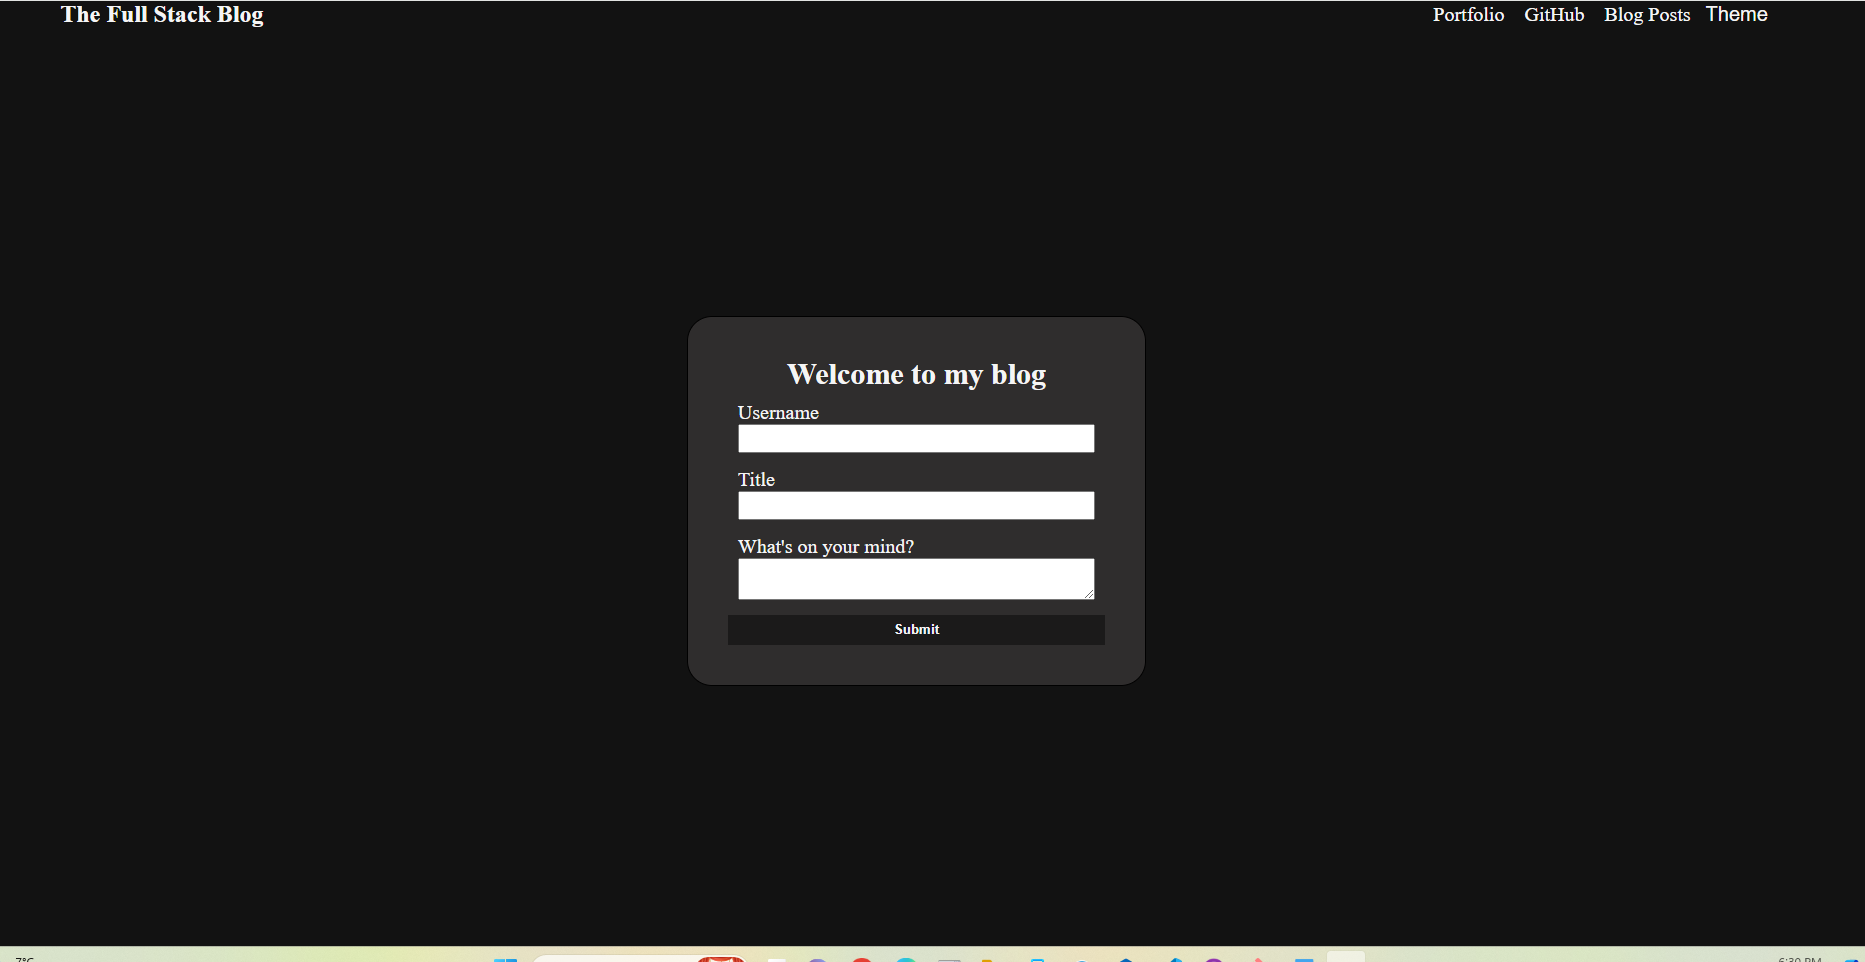 The Full Stack Blog
Portfolio GitHub Blog Posts Theme
Welcome to my blog
Username
Title
What's on your mind?
Submit